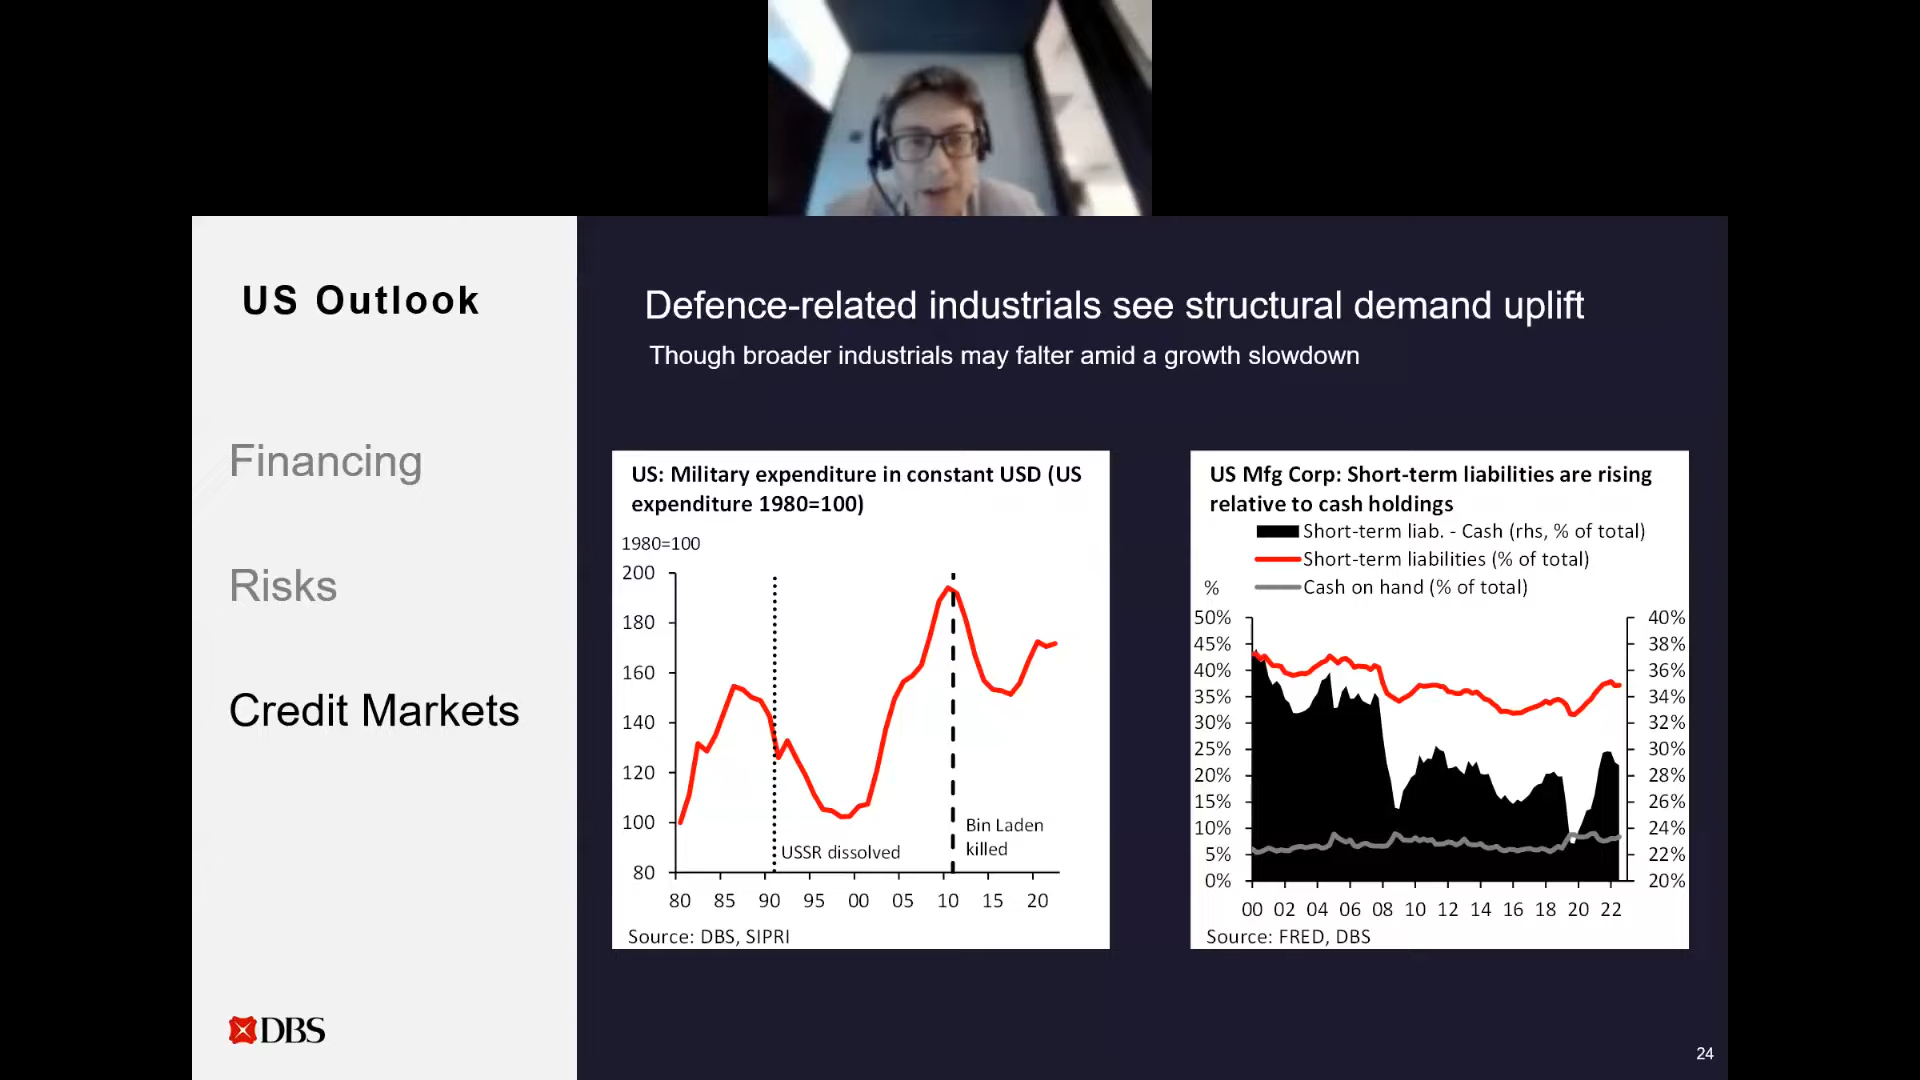 US Outlook
Financing
Risks
Credit Markets
DBS
Defence-related industrials see structural demand uplift
Though broader industrials may falter amid a growth slowdown
US: Military expenditure in constant USD (US
expenditure 1980=100)
1980=100
200
180
160
140
120
100
80
USSR dissolved
Bin Laden
killed
80 85 90 95 00 05 10 15 20
Source: DBS, SIPRI
US Mfg Corp: Short-term liabilities are rising
relative to cash holdings
Short-term liab. - Cash (rhs, % of total)
Short-term liabilities (% of total)
Cash on hand (% of total)
%
50% 40%
45% 38%
40% 36%
35% 34%
30% 32%
25% 30%
20% 28%
15% 26%
10% 24%
5% 22%
0% 20%
00 02 04 06 08 10 12 14 16 18 20 22
Source: FRED, DBS
24